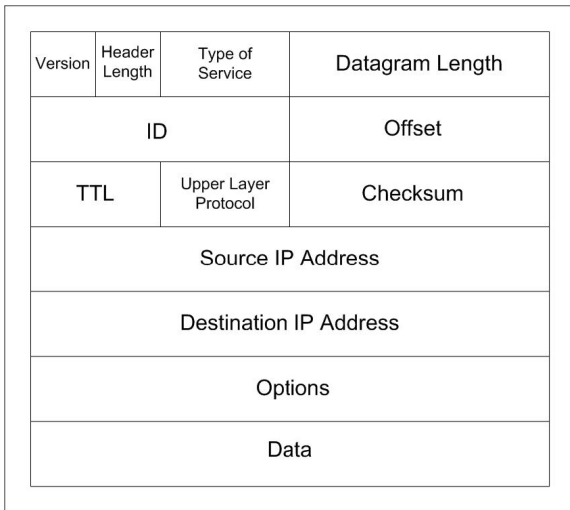 Version
Header
Length
Type of
Service
Datagram Length
ID
Offset
TTL
Upper Layer
Protocol
Checksum
Source IP Address
Destination IP Address
Options
Data